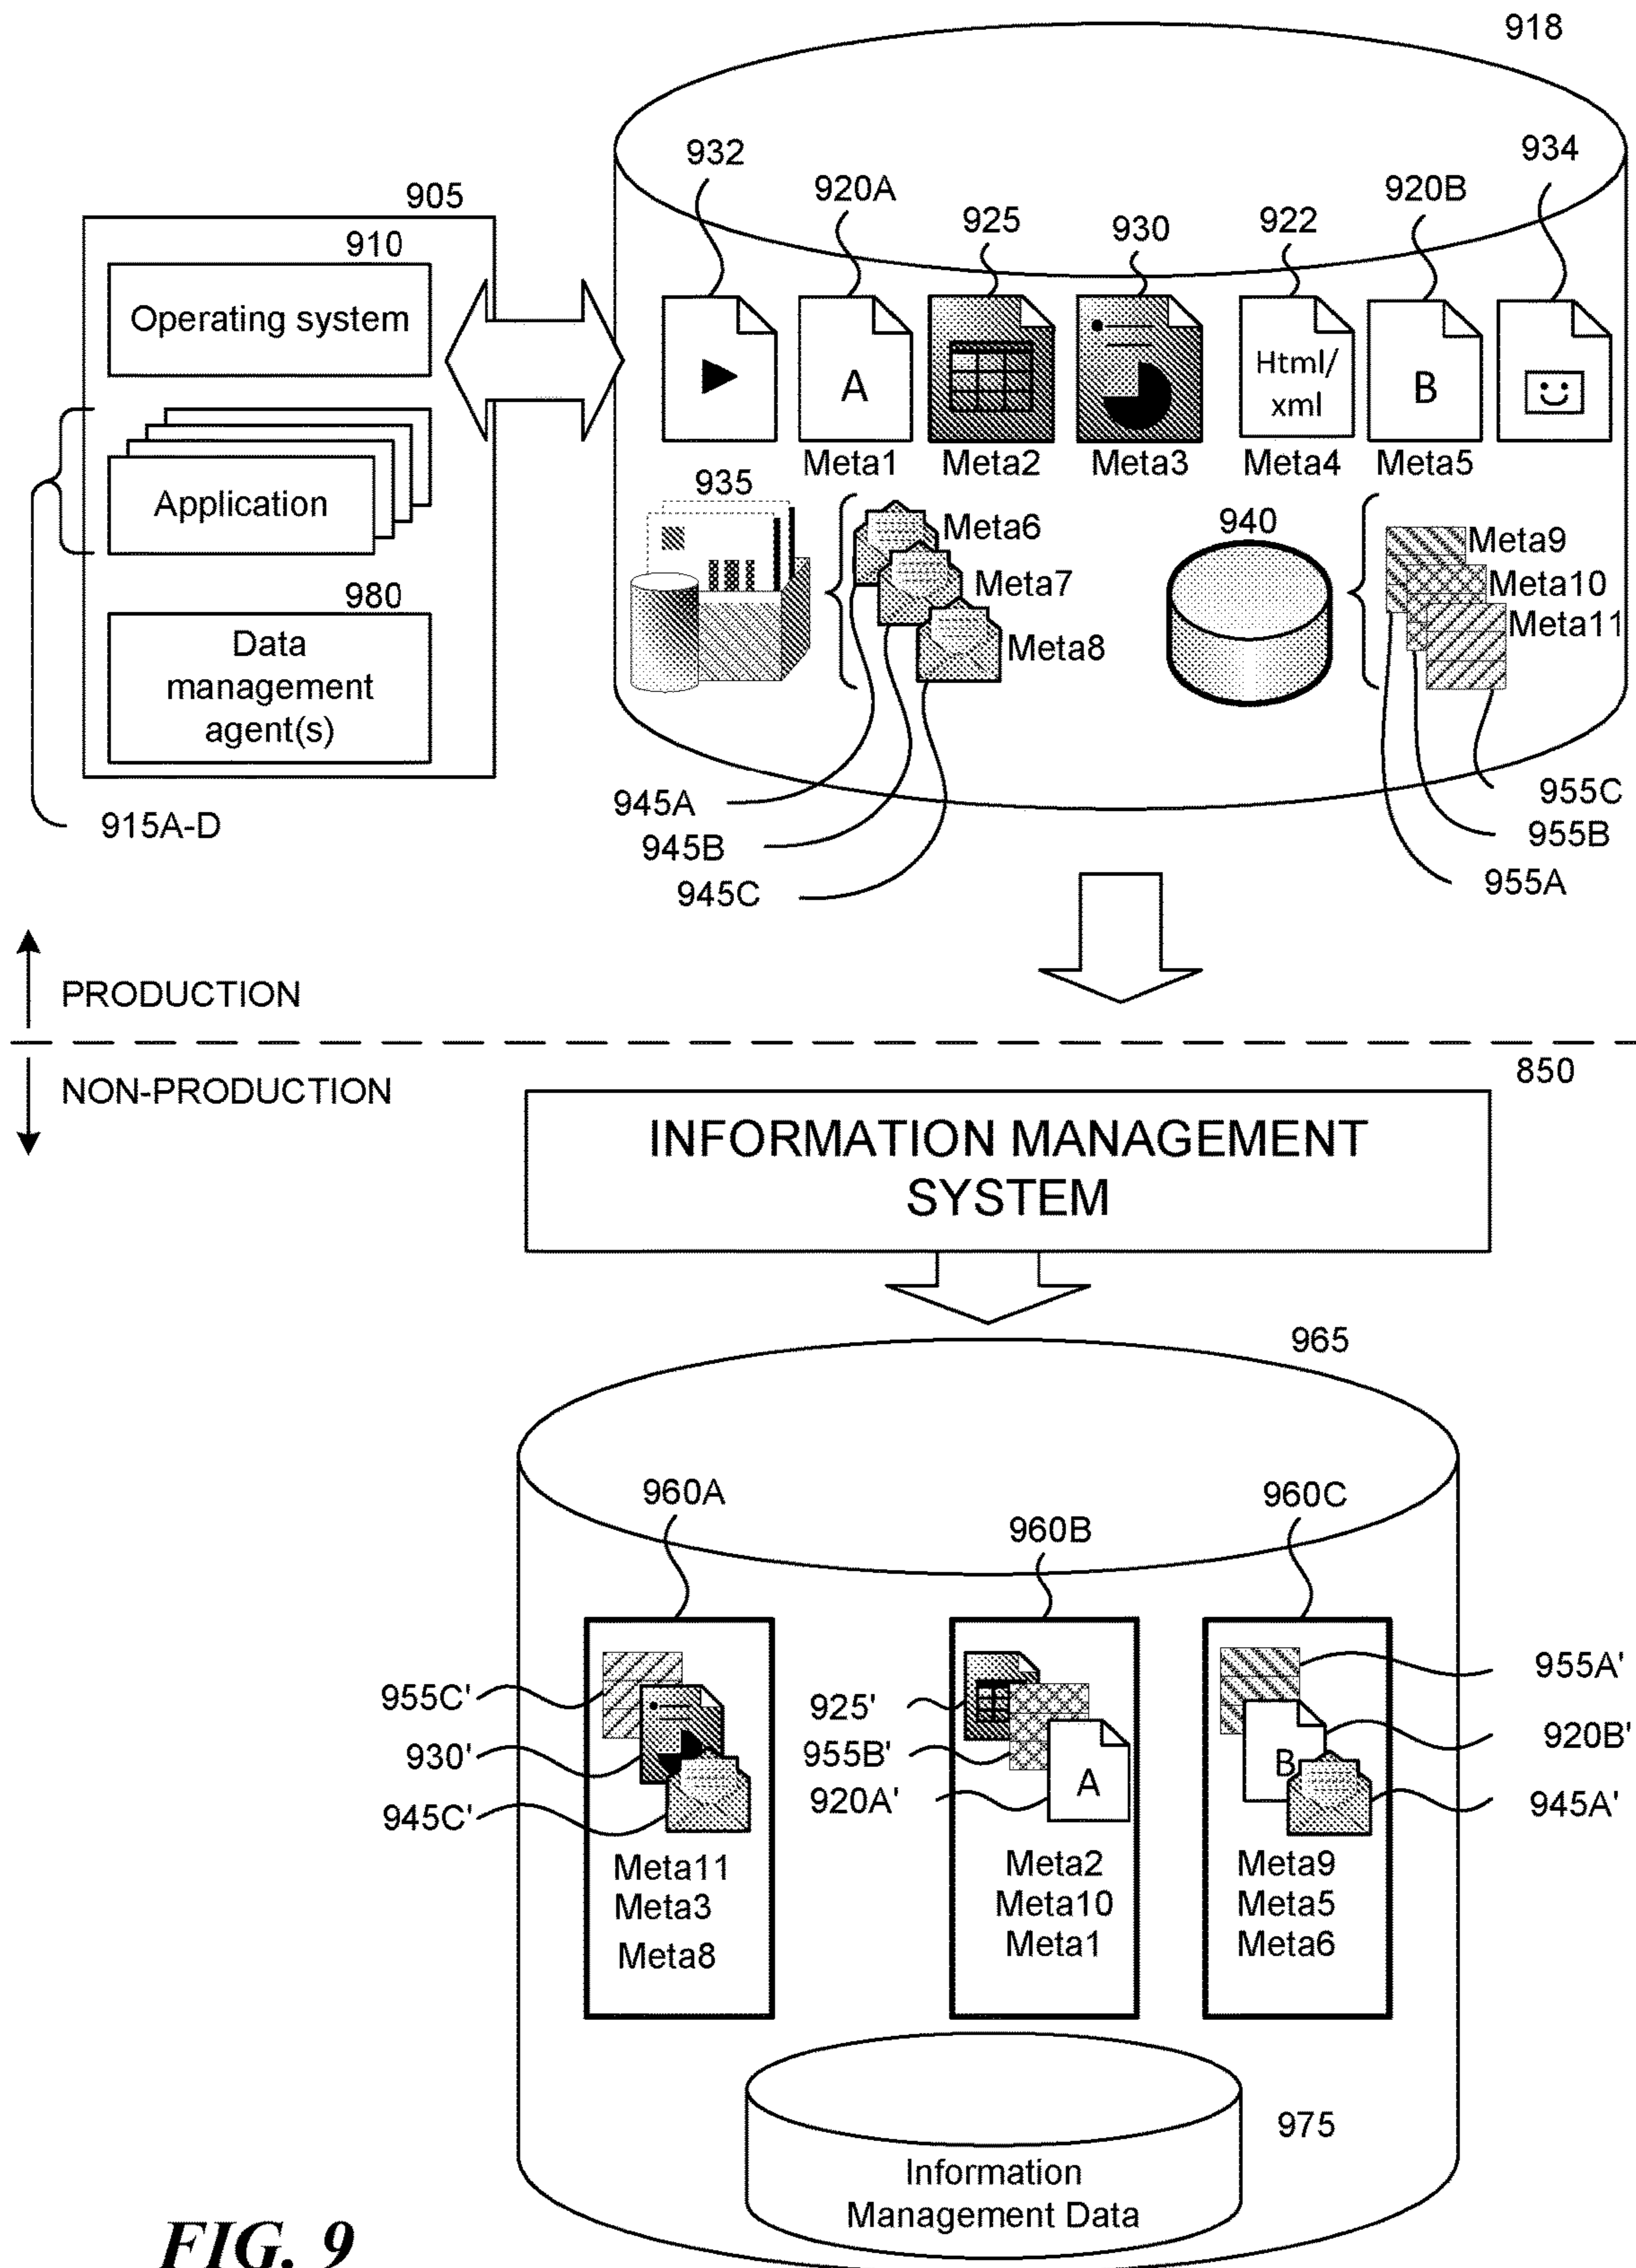 918
932
934
920A
920B
905
925
930
922
910
Operating system
A
Html/
xml
B
Meta1
Meta2
Meta3
Meta4
Meta5
935
Application
940
Meta6
Meta9
Meta7
Meta10
980
Meta11
Data
management
agent(s)
Meta8
945A
955C
915A-D
945B
955B
945C
955A
PRODUCTION
850
NON-PRODUCTION
INFORMATION MANAGEMENT
SYSTEM
965
960A
960B
960C
955C'
925'
955A'
930'
955B'
920B'
B
945C'
920A'
A
945A'
Meta11
Meta3
Meta8
Meta2
Meta10
Meta1
Meta9
Meta5
Meta6
975
Information
Management Data
FIG. 9